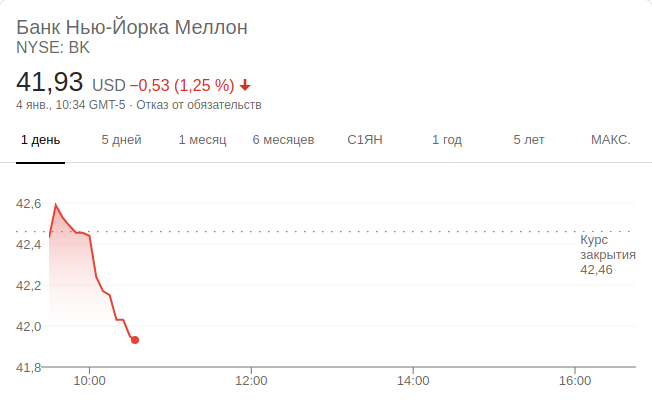 Банк Нью-Йорка Меллон
NYSE: BK
41,93 USD −0,53 (1,25 %)
4 янв., 10:34 GMT-5 · Отказ от обязательств
1 день 5 дней 1 месяц 6 месяцев С1ЯН 1 год 5 лет МАКС.
42,6
Курс
закрытия
42,46
42,4
42,2
42,0
41,8
10:00 12:00 14:00 16:00